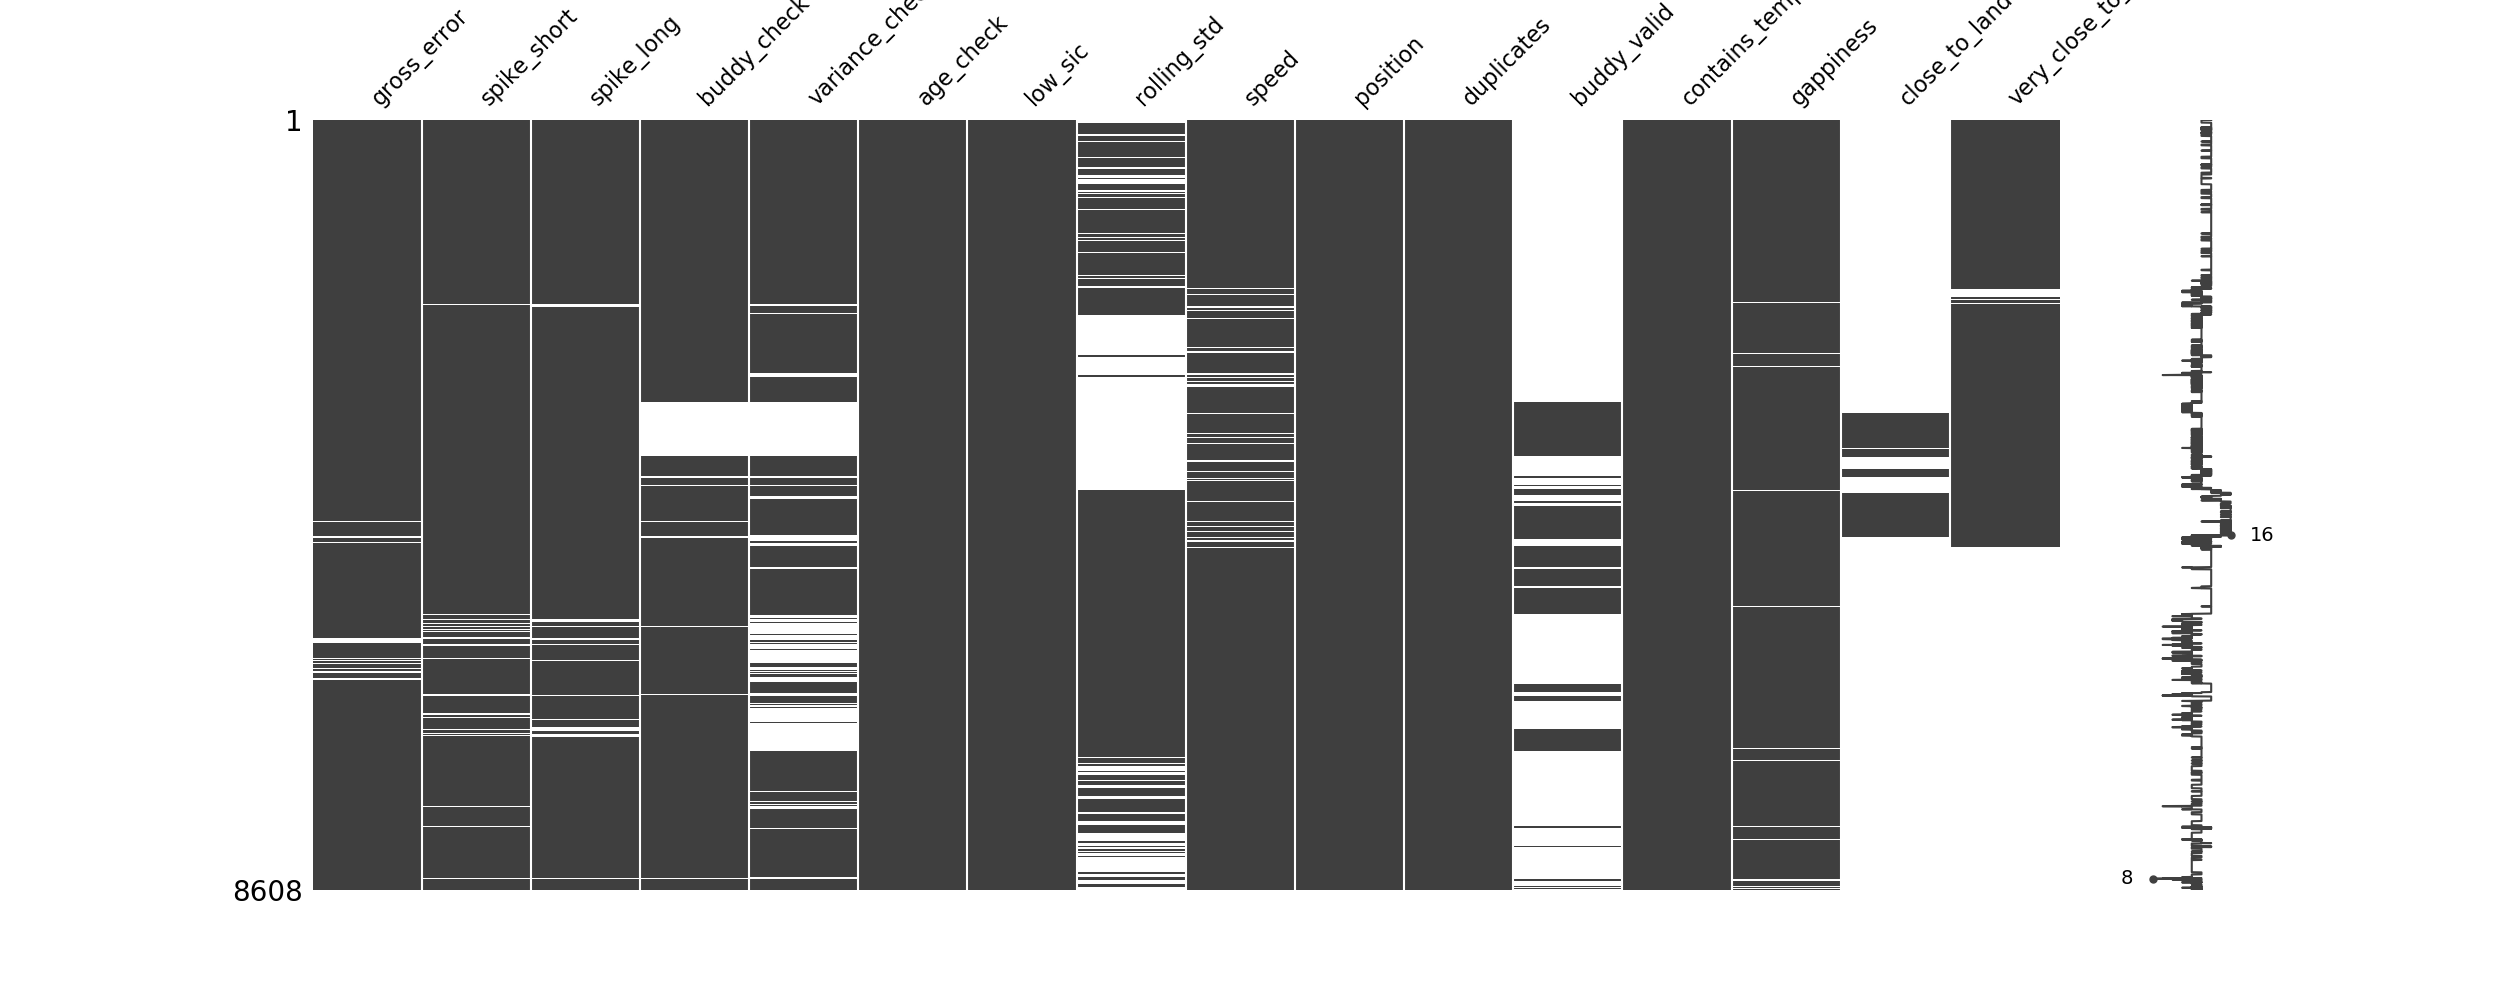 gross_error
spike_short
spike_long
buddy_check
variance_che
age_check
low_sic
rolling_std
speed
position
duplicates
buddy_valid
contains_temp
gappiness
close_to_land
very_close_to_
1
16
8
8608